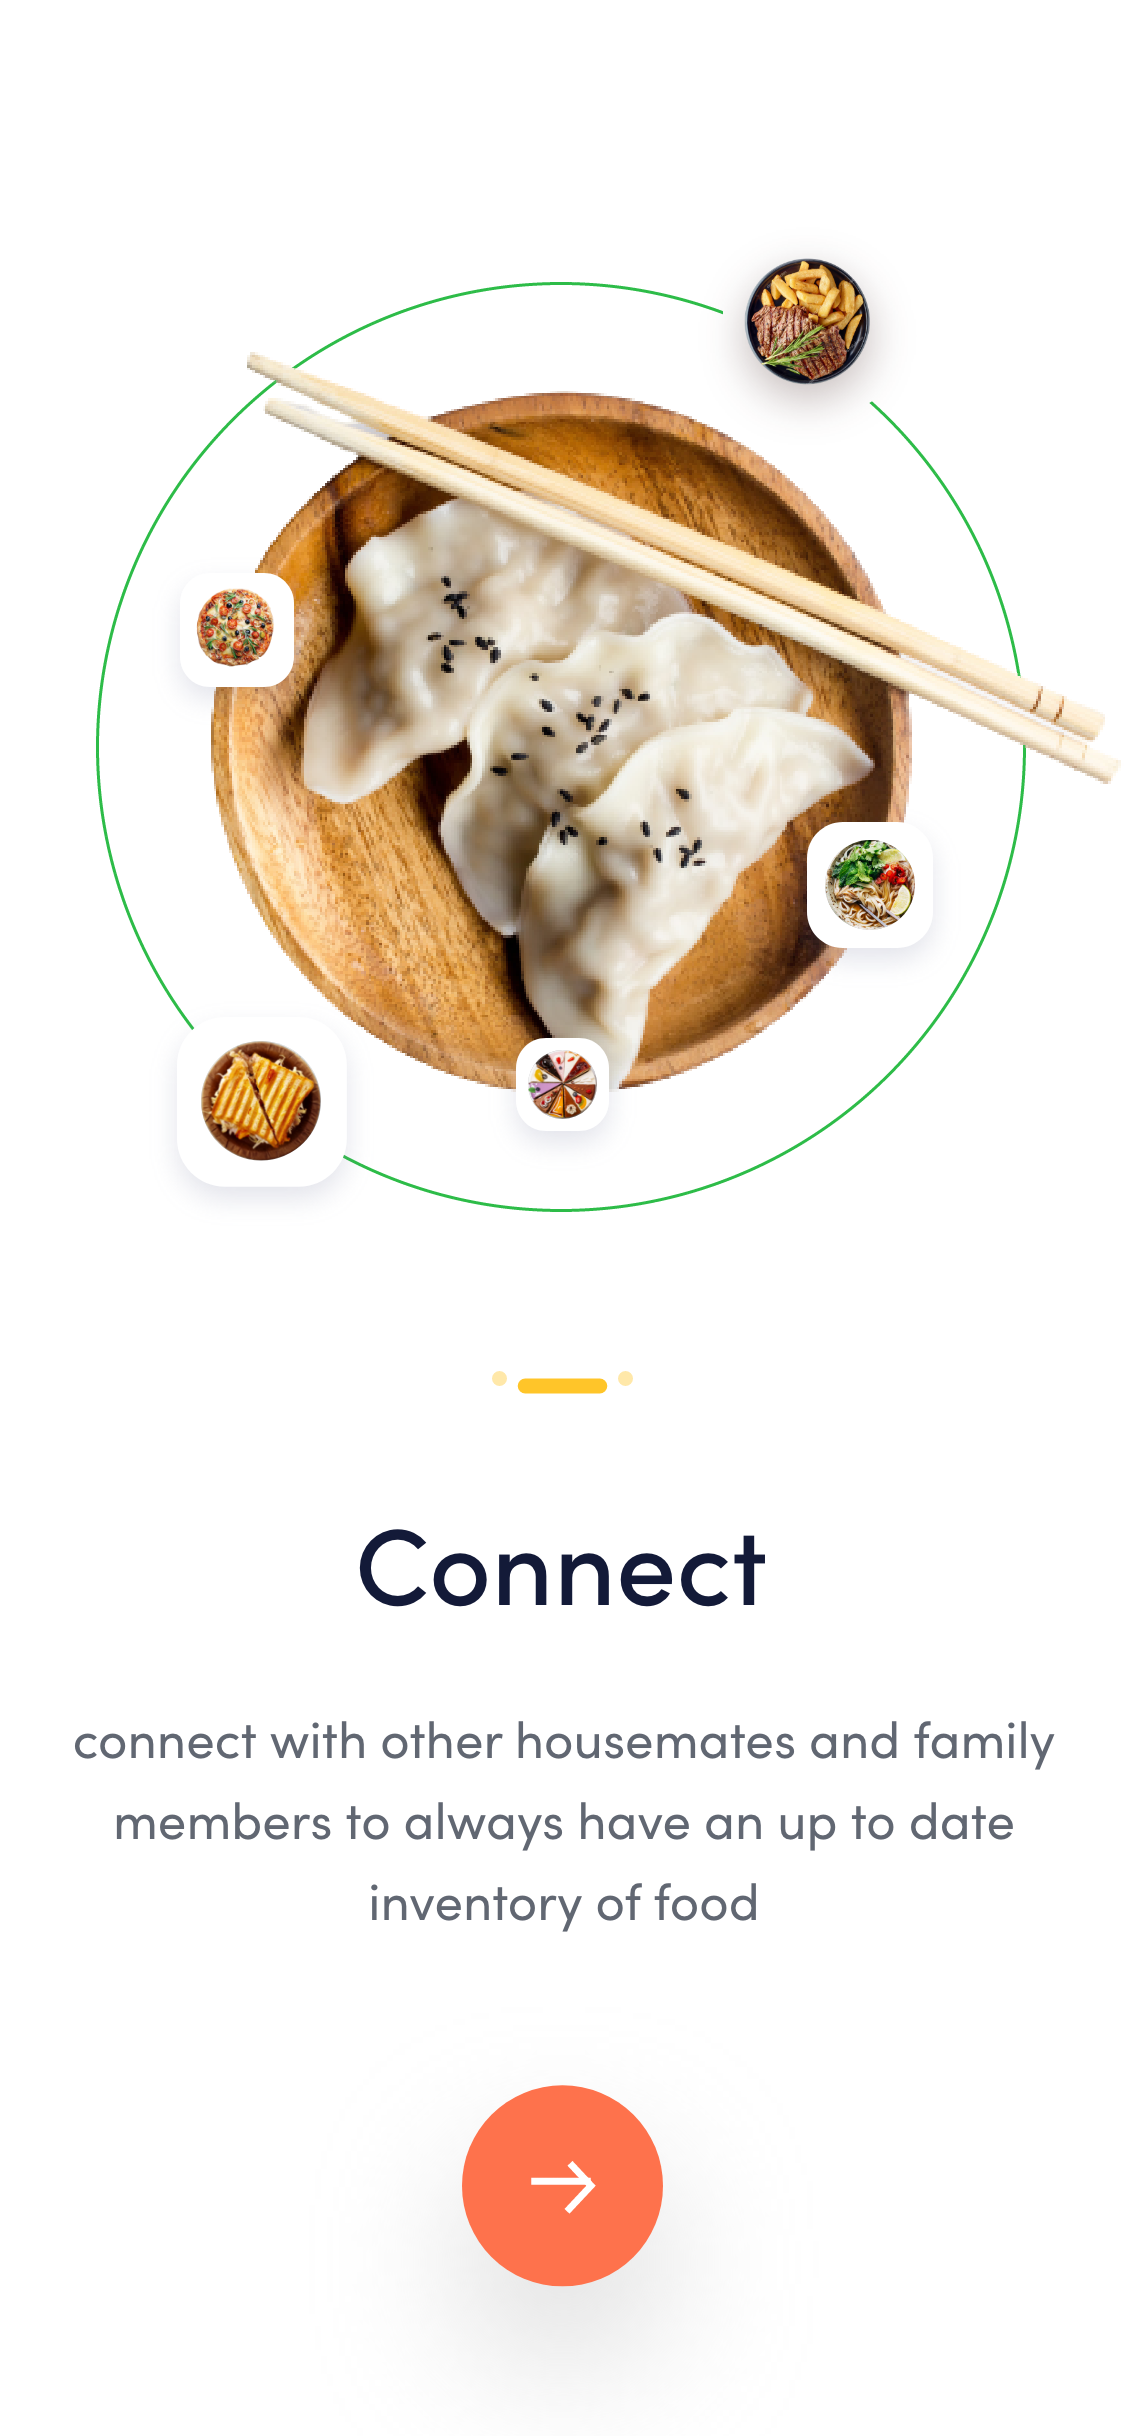 Connect
connect with other housemates and family
members to always have an up to date
inventory of food